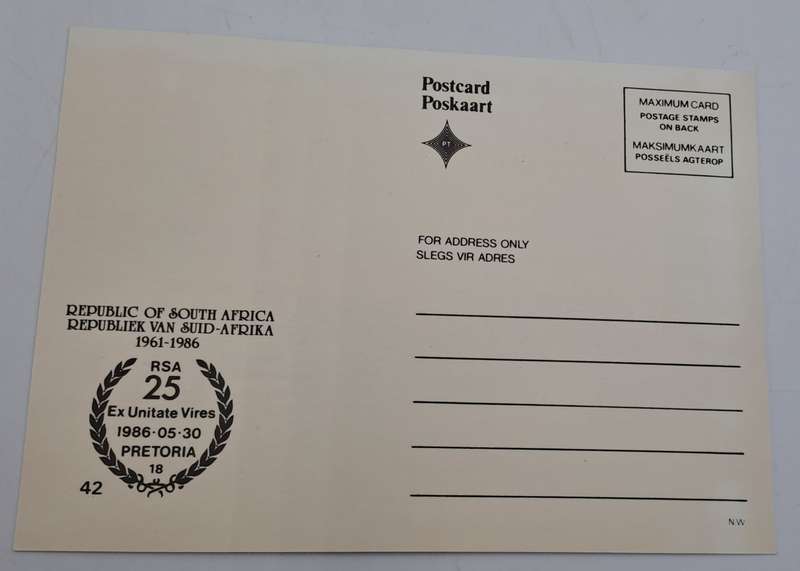 Postcard
Poskaart
PT
MAXIMUM CARD
POSTAGE STAMPS
ON BACK
MAKSIMUMKAART
POSSEËLS AGTEROP
FOR ADDRESS ONLY
SLEGS VIR ADRES
REPUBLIC OF SOUTH AFRICA
REPUBLIEK VAN SUID-AFRIKA
1961-1986
RSA
25
Ex Unitate Vires
1986·05·30
PRETORIA
18
42
N.W